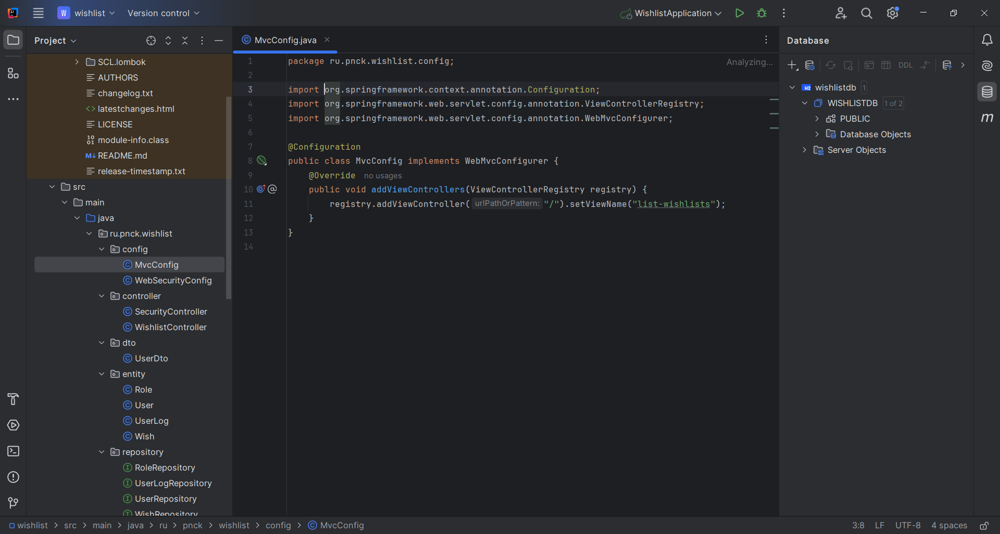 W wishlist Version control WishlistApplication
Project
SCL.lombok
AUTHORS
changelog.txt
latestchanges.html
LICENSE
module-info.class
README.md
release-timestamp.txt
src
main
java
ru.pnck.wishlist
config
MvcConfig
WebSecurityConfig
controller
SecurityController
WishlistController
dto
UserDto
entity
Role
User
UserLog
Wish
repository
RoleRepository
UserLogRepository
UserRepository
WishRepository
MvcConfig.java
Analyzing...
1 package ru.pnck.wishlist.config;
2
3 import org.springframework.context.annotation.Configuration;
4 import org.springframework.web.servlet.config.annotation.ViewControllerRegistry;
5 import org.springframework.web.servlet.config.annotation.WebMvcConfigurer;
6
7 @Configuration
8 public class MvcConfig implements WebMvcConfigurer {
9 @Override no usages
10 public void addViewControllers(ViewControllerRegistry registry) {
11 registry.addViewController( urlPathOrPattern: "/").setViewName("list-wishlists");
12 }
13 }
14
Database
DDL
H2 wishlistdb 1
WISHLISTDB 1 of 2
PUBLIC
Database Objects
Server Objects
m
wishlist > src > main > java > ru > pnck > wishlist > config > MvcConfig
3:8 LF UTF-8 4 spaces